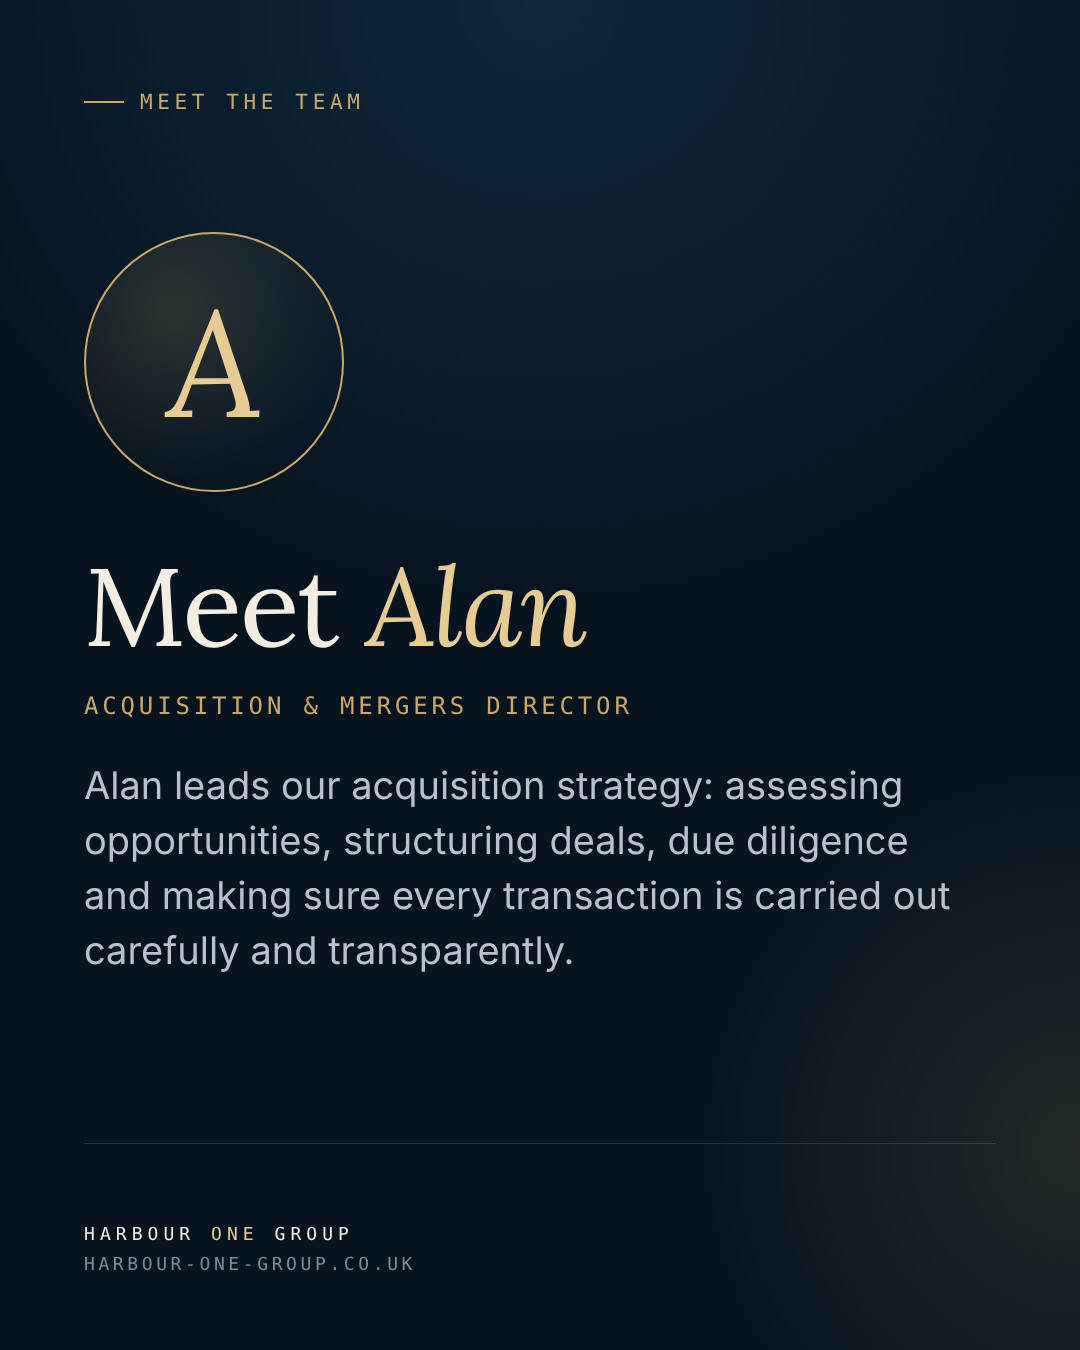 MEET THE TEAM
A
Meet Alan
ACQUISITION & MERGERS DIRECTOR
Alan leads our acquisition strategy: assessing
opportunities, structuring deals, due diligence
and making sure every transaction is carried out
carefully and transparently.
HARBOUR ONE GROUP
HARBOUR-ONE-GROUP.CO.UK